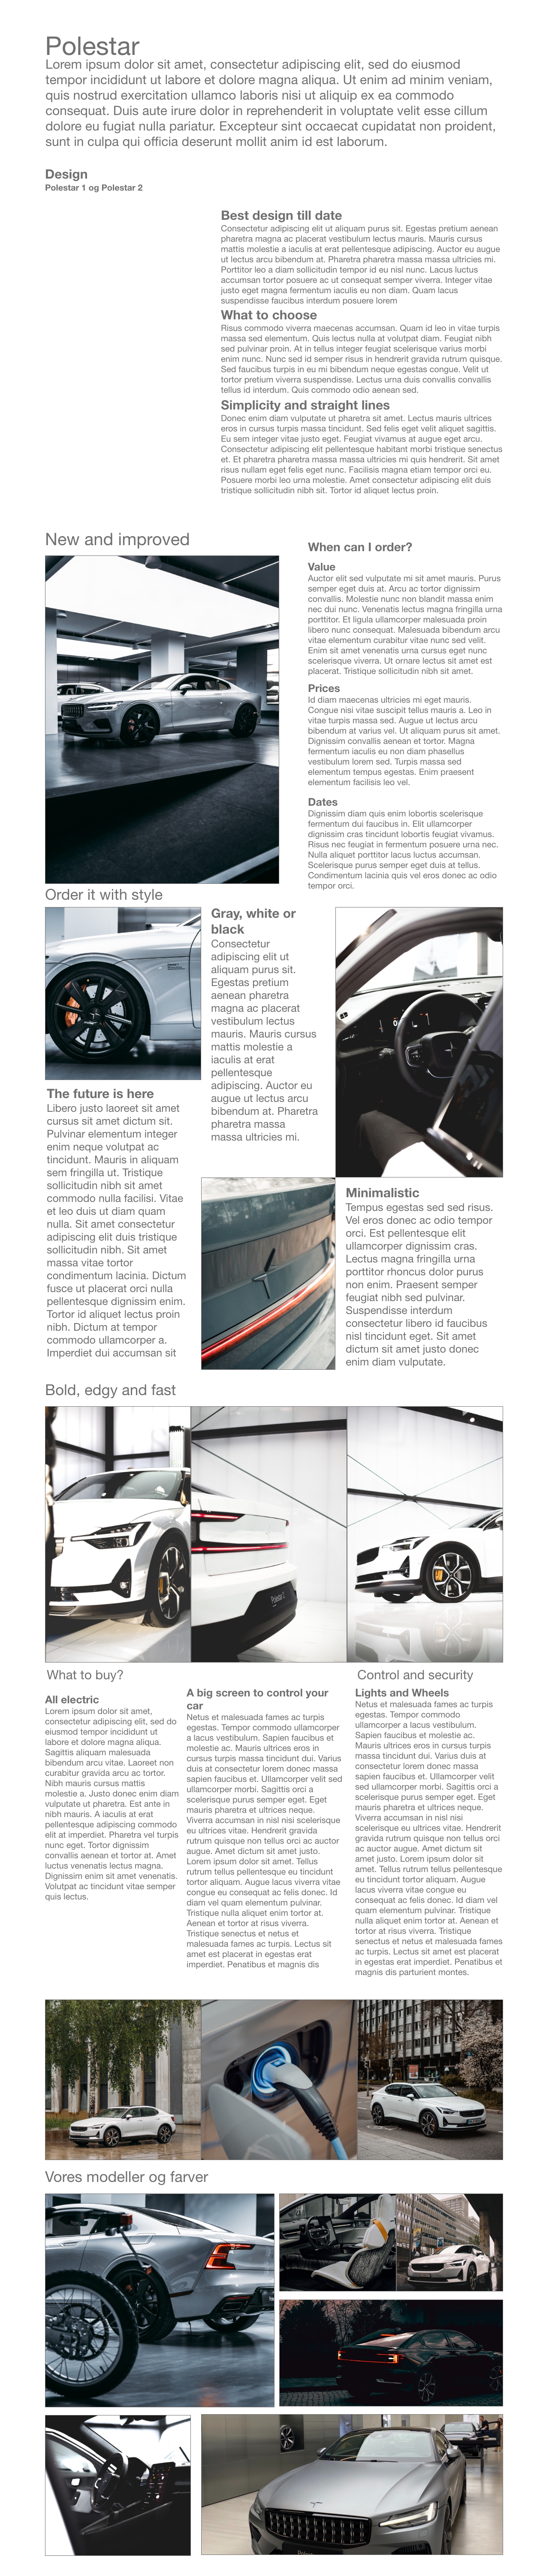 Polestar
Lorem ipsum dolor sit amet, consectetur adipiscing elit, sed do eiusmod
tempor incididunt ut labore et dolore magna aliqua. Ut enim ad minim veniam,
quis nostrud exercitation ullamco laboris nisi ut aliquip ex ea commodo
consequat. Duis aute irure dolor in reprehenderit in voluptate velit esse cillum
dolore eu fugiat nulla pariatur. Excepteur sint occaecat cupidatat non proident,
sunt in culpa qui officia deserunt mollit anim id est laborum.
Design
Polestar 1 og Polestar 2
Best design till date
Consectetur adipiscing elit ut aliquam purus sit. Egestas pretium aenean
pharetra magna ac placerat vestibulum lectus mauris. Mauris cursus
mattis molestie a iaculis at erat pellentesque adipiscing. Auctor eu augue
ut lectus arcu bibendum at. Pharetra pharetra massa massa ultricies mi.
Porttitor leo a diam sollicitudin tempor id eu nisl nunc. Lacus luctus
accumsan tortor posuere ac ut consequat semper viverra. Integer vitae
justo eget magna fermentum iaculis eu non diam. Quam lacus
suspendisse faucibus interdum posuere lorem
What to choose
Risus commodo viverra maecenas accumsan. Quam id leo in vitae turpis
massa sed elementum. Quis lectus nulla at volutpat diam. Feugiat nibh
sed pulvinar proin. At in tellus integer feugiat scelerisque varius morbi
enim nunc. Nunc sed id semper risus in hendrerit gravida rutrum quisque.
Sed faucibus turpis in eu mi bibendum neque egestas congue. Velit ut
tortor pretium viverra suspendisse. Lectus urna duis convallis convallis
tellus id interdum. Quis commodo odio aenean sed.
Simplicity and straight lines
Donec enim diam vulputate ut pharetra sit amet. Lectus mauris ultrices
eros in cursus turpis massa tincidunt. Sed felis eget velit aliquet sagittis.
Eu sem integer vitae justo eget. Feugiat vivamus at augue eget arcu.
Consectetur adipiscing elit pellentesque habitant morbi tristique senectus
et. Et pharetra pharetra massa massa ultricies mi quis hendrerit. Sit amet
risus nullam eget felis eget nunc. Facilisis magna etiam tempor orci eu.
Posuere morbi leo urna molestie. Amet consectetur adipiscing elit duis
tristique sollicitudin nibh sit. Tortor id aliquet lectus proin.
New and improved
When can I order?
Value
Auctor elit sed vulputate mi sit amet mauris. Purus
semper eget duis at. Arcu ac tortor dignissim
convallis. Molestie nunc non blandit massa enim
nec dui nunc. Venenatis lectus magna fringilla urna
porttitor. Et ligula ullamcorper malesuada proin
libero nunc consequat. Malesuada bibendum arcu
vitae elementum curabitur vitae nunc sed velit.
Enim sit amet venenatis urna cursus eget nunc
scelerisque viverra. Ut ornare lectus sit amet est
placerat. Tristique sollicitudin nibh sit amet.
Prices
Id diam maecenas ultricies mi eget mauris.
Congue nisi vitae suscipit tellus mauris a. Leo in
vitae turpis massa sed. Augue ut lectus arcu
bibendum at varius vel. Ut aliquam purus sit amet.
Dignissim convallis aenean et tortor. Magna
fermentum iaculis eu non diam phasellus
vestibulum lorem sed. Turpis massa sed
elementum tempus egestas. Enim praesent
elementum facilisis leo vel.
Dates
Dignissim diam quis enim lobortis scelerisque
fermentum dui faucibus in. Elit ullamcorper
dignissim cras tincidunt lobortis feugiat vivamus.
Risus nec feugiat in fermentum posuere urna nec.
Nulla aliquet porttitor lacus luctus accumsan.
Scelerisque purus semper eget duis at tellus.
Condimentum lacinia quis vel eros donec ac odio
tempor orci.
Order it with style
Gray, white or
black
Consectetur
adipiscing elit ut
aliquam purus sit.
Egestas pretium
aenean pharetra
magna ac placerat
vestibulum lectus
mauris. Mauris cursus
mattis molestie a
iaculis at erat
pellentesque
adipiscing. Auctor eu
augue ut lectus arcu
bibendum at. Pharetra
pharetra massa
massa ultricies mi.
The future is here
Libero justo laoreet sit amet
cursus sit amet dictum sit.
Pulvinar elementum integer
enim neque volutpat ac
tincidunt. Mauris in aliquam
sem fringilla ut. Tristique
sollicitudin nibh sit amet
commodo nulla facilisi. Vitae
et leo duis ut diam quam
nulla. Sit amet consectetur
adipiscing elit duis tristique
sollicitudin nibh. Sit amet
massa vitae tortor
condimentum lacinia. Dictum
fusce ut placerat orci nulla
pellentesque dignissim enim.
Tortor id aliquet lectus proin
nibh. Dictum at tempor
commodo ullamcorper a.
Imperdiet dui accumsan sit
Minimalistic
Tempus egestas sed sed risus.
Vel eros donec ac odio tempor
orci. Est pellentesque elit
ullamcorper dignissim cras.
Lectus magna fringilla urna
porttitor rhoncus dolor purus
non enim. Praesent semper
feugiat nibh sed pulvinar.
Suspendisse interdum
consectetur libero id faucibus
nisl tincidunt eget. Sit amet
dictum sit amet justo donec
enim diam vulputate.
Bold, edgy and fast
Polestar 2
What to buy?
All electric
Lorem ipsum dolor sit amet,
consectetur adipiscing elit, sed do
eiusmod tempor incididunt ut
labore et dolore magna aliqua.
Sagittis aliquam malesuada
bibendum arcu vitae. Laoreet non
curabitur gravida arcu ac tortor.
Nibh mauris cursus mattis
molestie a. Justo donec enim diam
vulputate ut pharetra. Est ante in
nibh mauris. A iaculis at erat
pellentesque adipiscing commodo
elit at imperdiet. Pharetra vel turpis
nunc eget. Tortor dignissim
convallis aenean et tortor at. Amet
luctus venenatis lectus magna.
Dignissim enim sit amet venenatis.
Volutpat ac tincidunt vitae semper
quis lectus.
A big screen to control your
car
Netus et malesuada fames ac turpis
egestas. Tempor commodo ullamcorper
a lacus vestibulum. Sapien faucibus et
molestie ac. Mauris ultrices eros in
cursus turpis massa tincidunt dui. Varius
duis at consectetur lorem donec massa
sapien faucibus et. Ullamcorper velit sed
ullamcorper morbi. Sagittis orci a
scelerisque purus semper eget. Eget
mauris pharetra et ultrices neque.
Viverra accumsan in nisl nisi scelerisque
eu ultrices vitae. Hendrerit gravida
rutrum quisque non tellus orci ac auctor
augue. Amet dictum sit amet justo.
Lorem ipsum dolor sit amet. Tellus
rutrum tellus pellentesque eu tincidunt
tortor aliquam. Augue lacus viverra vitae
congue eu consequat ac felis donec. Id
diam vel quam elementum pulvinar.
Tristique nulla aliquet enim tortor at.
Aenean et tortor at risus viverra.
Tristique senectus et netus et
malesuada fames ac turpis. Lectus sit
amet est placerat in egestas erat
imperdiet. Penatibus et magnis dis
Control and security
Lights and Wheels
Netus et malesuada fames ac turpis
egestas. Tempor commodo
ullamcorper a lacus vestibulum.
Sapien faucibus et molestie ac.
Mauris ultrices eros in cursus turpis
massa tincidunt dui. Varius duis at
consectetur lorem donec massa
sapien faucibus et. Ullamcorper velit
sed ullamcorper morbi. Sagittis orci a
scelerisque purus semper eget. Eget
mauris pharetra et ultrices neque.
Viverra accumsan in nisl nisi
scelerisque eu ultrices vitae. Hendrerit
gravida rutrum quisque non tellus orci
ac auctor augue. Amet dictum sit
amet justo. Lorem ipsum dolor sit
amet. Tellus rutrum tellus pellentesque
eu tincidunt tortor aliquam. Augue
lacus viverra vitae congue eu
consequat ac felis donec. Id diam vel
quam elementum pulvinar. Tristique
nulla aliquet enim tortor at. Aenean et
tortor at risus viverra. Tristique
senectus et netus et malesuada fames
ac turpis. Lectus sit amet est placerat
in egestas erat imperdiet. Penatibus et
magnis dis parturient montes.
Vores modeller og farver